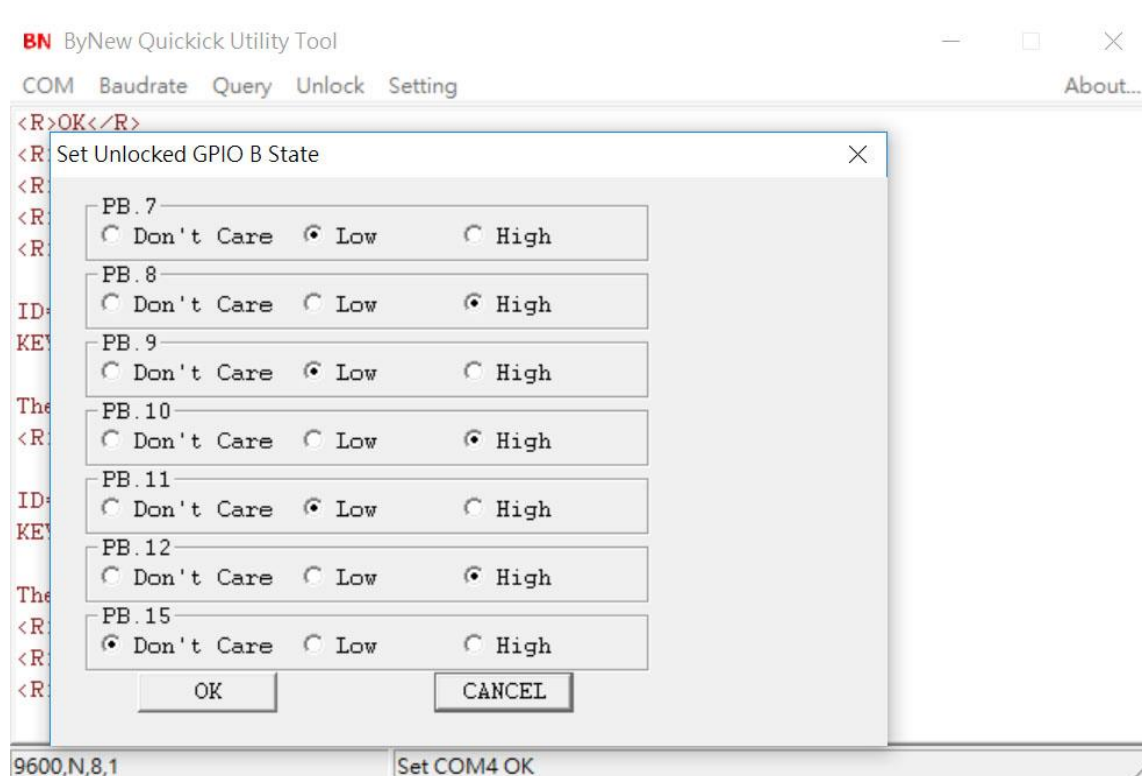 BN ByNew Quickick Utility Tool
COM Baudrate Query Unlock Setting About...
<R>OK</R>
Set Unlocked GPIO B State
PB.7
Don't Care Low High
PB.8
Don't Care Low High
PB.9
Don't Care Low High
PB.10
Don't Care Low High
PB.11
Don't Care Low High
PB.12
Don't Care Low High
PB.15
Don't Care Low High
OK CANCEL
9600,N,8,1 Set COM4 OK